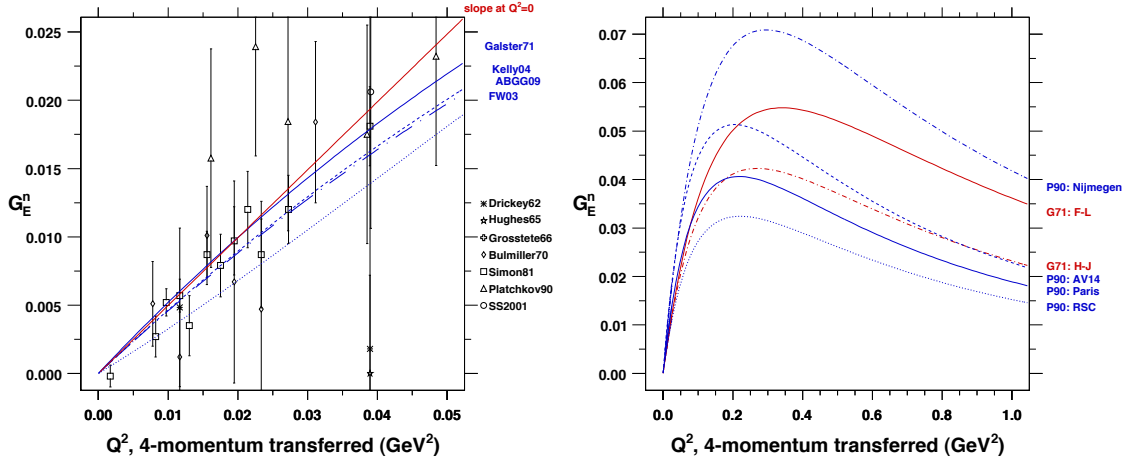 slope at Q²=0
0.025
0.020
0.015
0.010
0.005
0.000
G_E^n
Galster71
Kelly04
ABGG09
FW03
Drickey62
Hughes65
Grosstete66
Bulmiller70
Simon81
Platchkov90
SS2001
0.00 0.01 0.02 0.03 0.04 0.05
Q², 4-momentum transferred (GeV²)
0.07
0.06
0.05
0.04
0.03
0.02
0.01
0.00
G_E^n
P90: Nijmegen
G71: F-L
G71: H-J
P90: AV14
P90: Paris
P90: RSC
0.0 0.2 0.4 0.6 0.8 1.0
Q², 4-momentum transferred (GeV²)